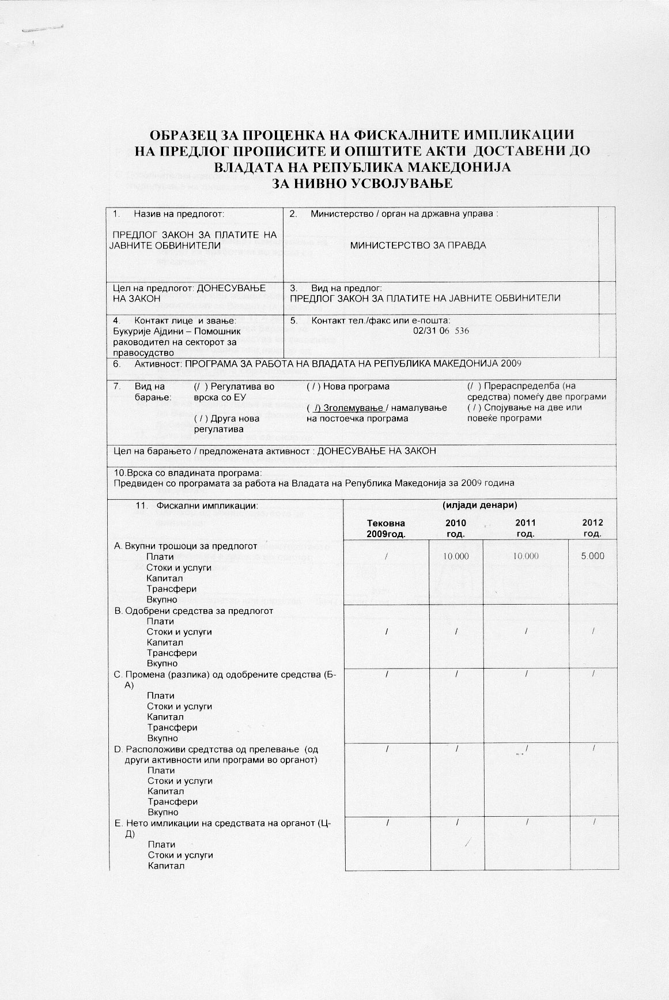 ОБРАЗЕЦ ЗА ПРОЦЕНКА НА ФИСКАЛНИТЕ ИМПЛИКАЦИИ
НА ПРЕДЛОГ ПРОПИСИТЕ И ОПШТИТЕ АКТИ ДОСТАВЕНИ ДО
ВЛАДАТА НА РЕПУБЛИКА МАКЕДОНИЈА
ЗА НИВНО УСВОЈУВАЊЕ
1. Назив на предлогот:
ПРЕДЛОГ ЗАКОН ЗА ПЛАТИТЕ НА
ЈАВНИТЕ ОБВИНИТЕЛИ
2. Министерство / орган на државна управа :
МИНИСТЕРСТВО ЗА ПРАВДА
Цел на предлогот: ДОНЕСУВАЊЕ
НА ЗАКОН
3. Вид на предлог:
ПРЕДЛОГ ЗАКОН ЗА ПЛАТИТЕ НА ЈАВНИТЕ ОБВИНИТЕЛИ
4. Контакт лице и звање:
Букурије Ајдини – Помошник
раководител на секторот за
правосудство
5. Контакт тел./факс или е-пошта:
02/31 06 536
6. Активност: ПРОГРАМА ЗА РАБОТА НА ВЛАДАТА НА РЕПУБЛИКА МАКЕДОНИЈА 2009
7. Вид на
барање:
(/ ) Регулатива во
врска со ЕУ
( / ) Друга нова
регулатива
( / ) Нова програма
( /) Зголемување / намалување
на постоечка програма
(/ ) Прераспределба (на
средства) помеѓу две програми
( / ) Спојување на две или
повеќе програми
Цел на барањето / предложената активност : ДОНЕСУВАЊЕ НА ЗАКОН
10.Врска со владината програма:
Предвиден со програмата за работа на Владата на Република Македонија за 2009 година
11. Фискални импликации:
(илјади денари)
Тековна 2010 2011 2012
2009год. год. год. год.
А. Вкупни трошоци за предлогот
Плати / 10.000 10.000 5.000
Стоки и услуги
Капитал
Трансфери
Вкупно
B. Одобрени средства за предлогот
Плати
Стоки и услуги / / / /
Капитал
Трансфери
Вкупно
C. Промена (разлика) од одобрените средства (Б- / / / /
А)
Плати
Стоки и услуги
Капитал
Трансфери
Вкупно
D. Расположиви средтства од прелевање (од / / / /
други активности или програми во органот)
Плати
Стоки и услуги
Капитал
Трансфери
Вкупно
Е. Нето имликации на средствата на органот (Ц- / / / /
Д)
Плати /
Стоки и услуги
Капитал